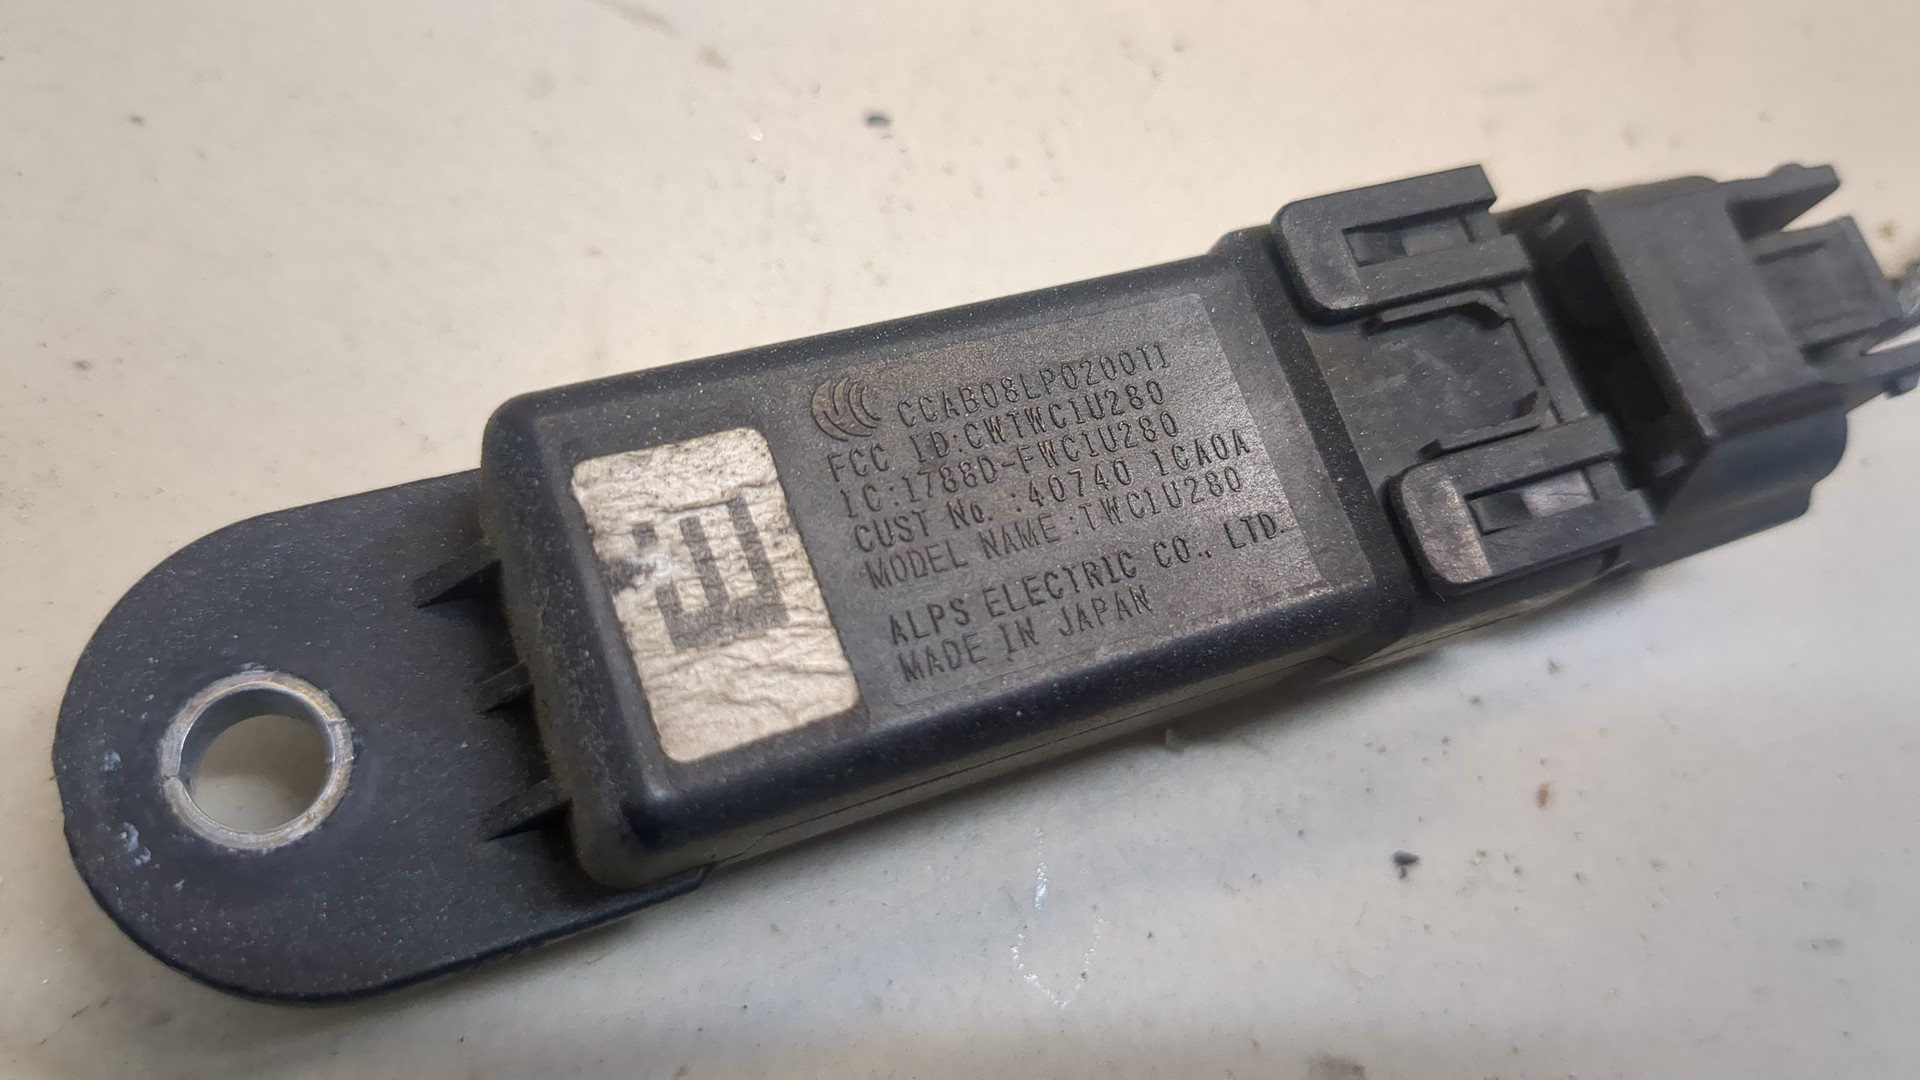 CCAB08LP0200T1
FCC ID:CWTWC1U280
IC:1788D-FWC1U280
CUST No. :40740 1CA0A
MODEL NAME:TWC1U280
ALPS ELECTRIC CO., LTD.
MADE IN JAPAN